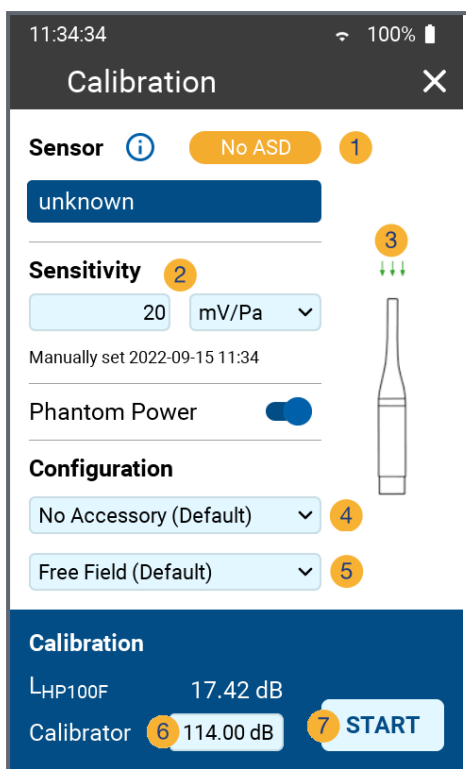 11:34:34 100%
Calibration
Sensor i No ASD 1
unknown
3
Sensitivity 2
20 mV/Pa
Manually set 2022-09-15 11:34
Phantom Power
Configuration
No Accessory (Default) 4
Free Field (Default) 5
Calibration
LHP100F 17.42 dB
Calibrator 6 114.00 dB 7 START